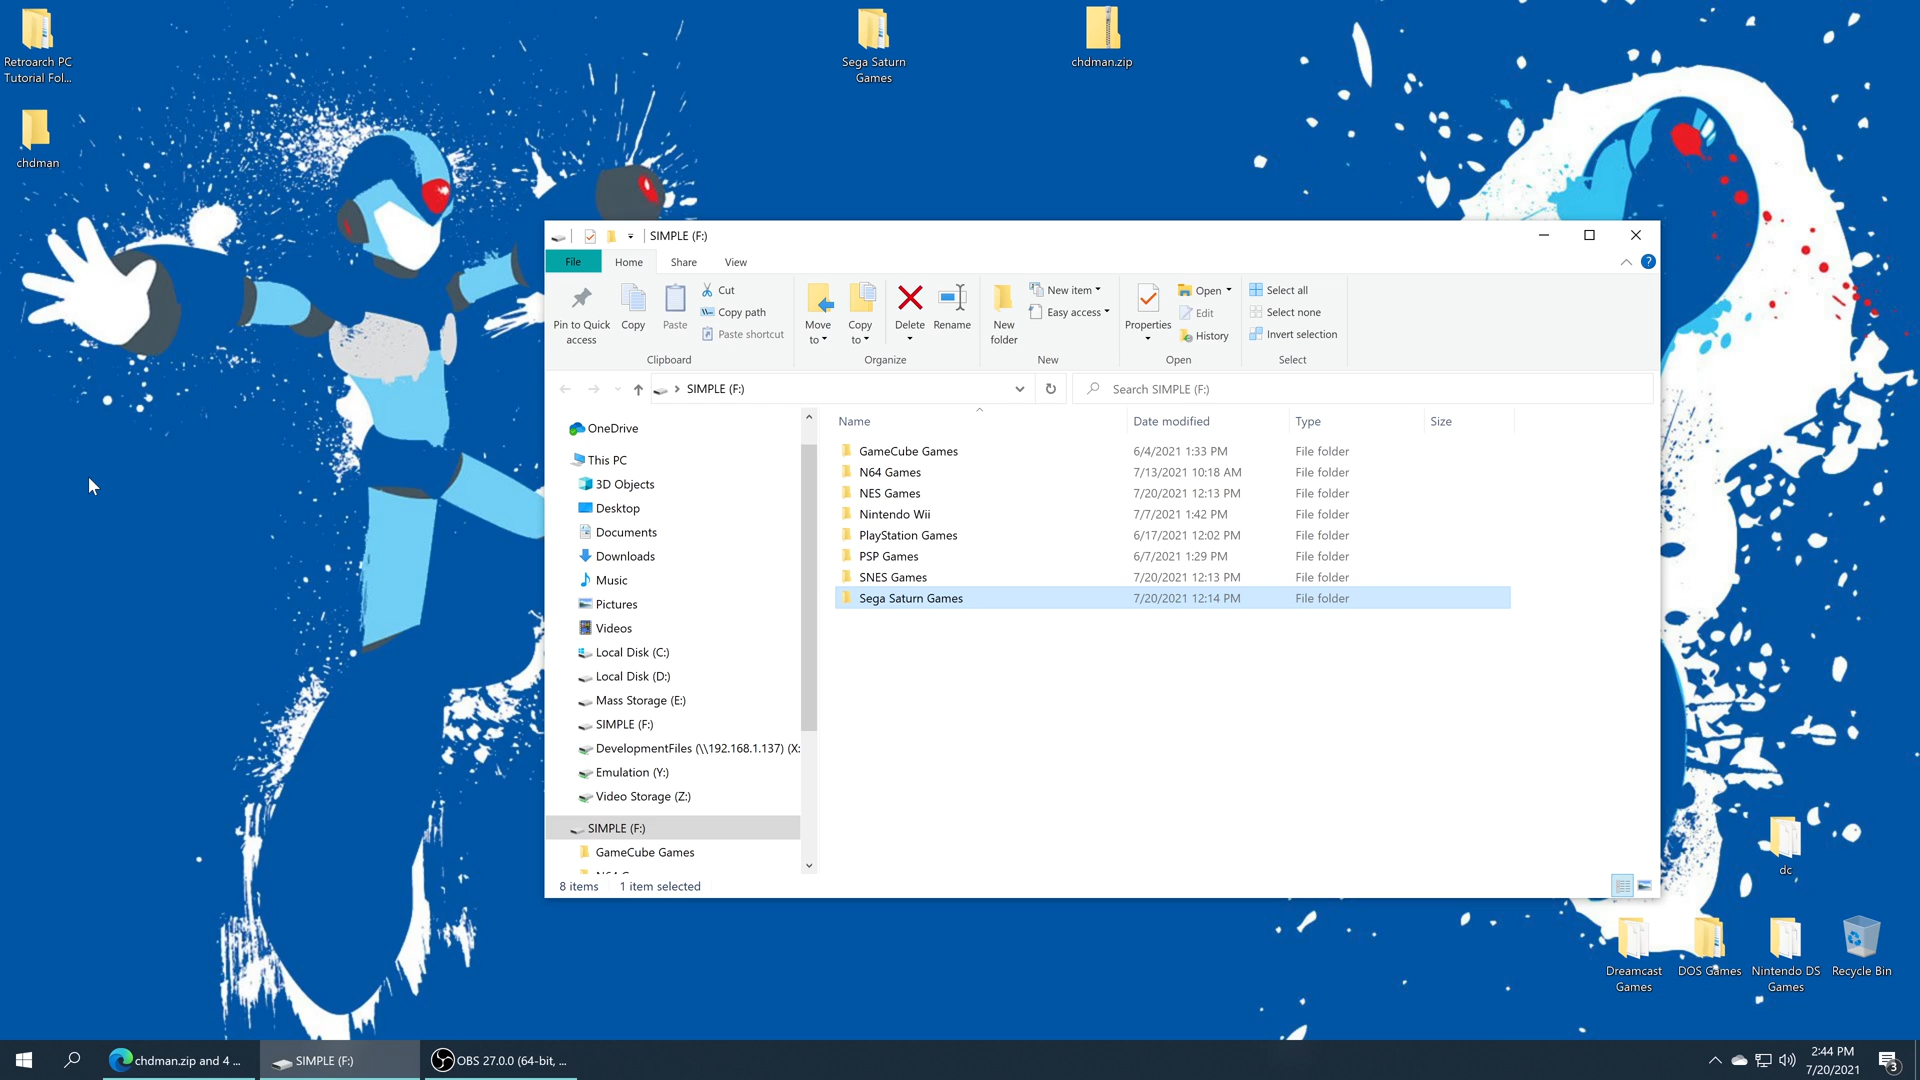 Retroarch PC
Tutorial Fol...
chdman
Sega Saturn
Games
chdman.zip
SIMPLE (F:)
File
Home
Share
View
Pin to Quick
access
Copy
Paste
Cut
Copy path
Paste shortcut
Clipboard
Move
to
Copy
to
Delete
Rename
Organize
New
folder
New item
Easy access
New
Properties
Open
Edit
History
Open
Select all
Select none
Invert selection
Select
SIMPLE (F:)
Search SIMPLE (F:)
OneDrive
This PC
3D Objects
Desktop
Documents
Downloads
Music
Pictures
Videos
Local Disk (C:)
Local Disk (D:)
Mass Storage (E:)
SIMPLE (F:)
DevelopmentFiles (\\192.168.1.137) (X:
Emulation (Y:)
Video Storage (Z:)
SIMPLE (F:)
GameCube Games
Name Date modified Type Size
GameCube Games 6/4/2021 1:33 PM File folder
N64 Games 7/13/2021 10:18 AM File folder
NES Games 7/20/2021 12:13 PM File folder
Nintendo Wii 7/7/2021 1:42 PM File folder
PlayStation Games 6/17/2021 12:02 PM File folder
PSP Games 6/7/2021 1:29 PM File folder
SNES Games 7/20/2021 12:13 PM File folder
Sega Saturn Games 7/20/2021 12:14 PM File folder
8 items 1 item selected
dc
Dreamcast
Games
DOS Games
Nintendo DS
Games
Recycle Bin
chdman.zip and 4 ...
SIMPLE (F:)
OBS 27.0.0 (64-bit, ...
2:44 PM
7/20/2021
3